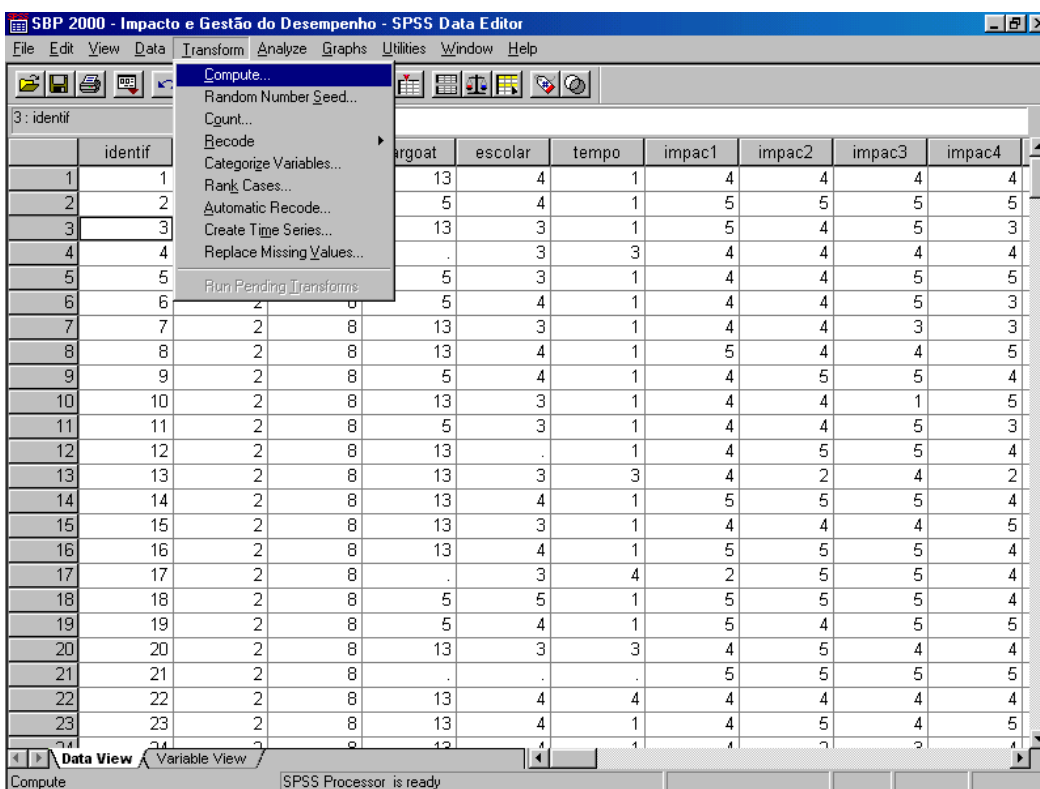 SBP 2000 - Impacto e Gestão do Desempenho - SPSS Data Editor
File Edit View Data Transform Analyze Graphs Utilities Window Help
Compute...
Random Number Seed...
Count...
Recode
Categorize Variables...
Rank Cases...
Automatic Recode...
Create Time Series...
Replace Missing Values...
Run Pending Transforms
3 : identif
identif argoat escolar tempo impac1 impac2 impac3 impac4
1 1 13 4 1 4 4 4 4
2 2 5 4 1 5 5 5 5
3 3 13 3 1 5 4 5 3
4 4 . 3 3 4 4 4 4
5 5 5 3 1 4 4 5 5
6 6 2 8 5 4 1 4 4 5 3
7 7 2 8 13 3 1 4 4 3 3
8 8 2 8 13 4 1 5 4 4 5
9 9 2 8 5 4 1 4 5 5 4
10 10 2 8 13 3 1 4 4 1 5
11 11 2 8 5 3 1 4 4 5 3
12 12 2 8 13 . 1 4 5 5 4
13 13 2 8 13 3 3 4 2 4 2
14 14 2 8 13 4 1 5 5 5 4
15 15 2 8 13 3 1 4 4 4 5
16 16 2 8 13 4 1 5 5 5 4
17 17 2 8 . 3 4 2 5 5 4
18 18 2 8 5 5 1 5 5 5 4
19 19 2 8 5 4 1 5 4 5 5
20 20 2 8 13 3 3 4 5 4 4
21 21 2 8 . . . 5 5 5 5
22 22 2 8 13 4 4 4 4 4 4
23 23 2 8 13 4 1 4 5 4 5
24 24 2 8 13 4 1 4 2 3 4
Data View Variable View
Compute SPSS Processor is ready